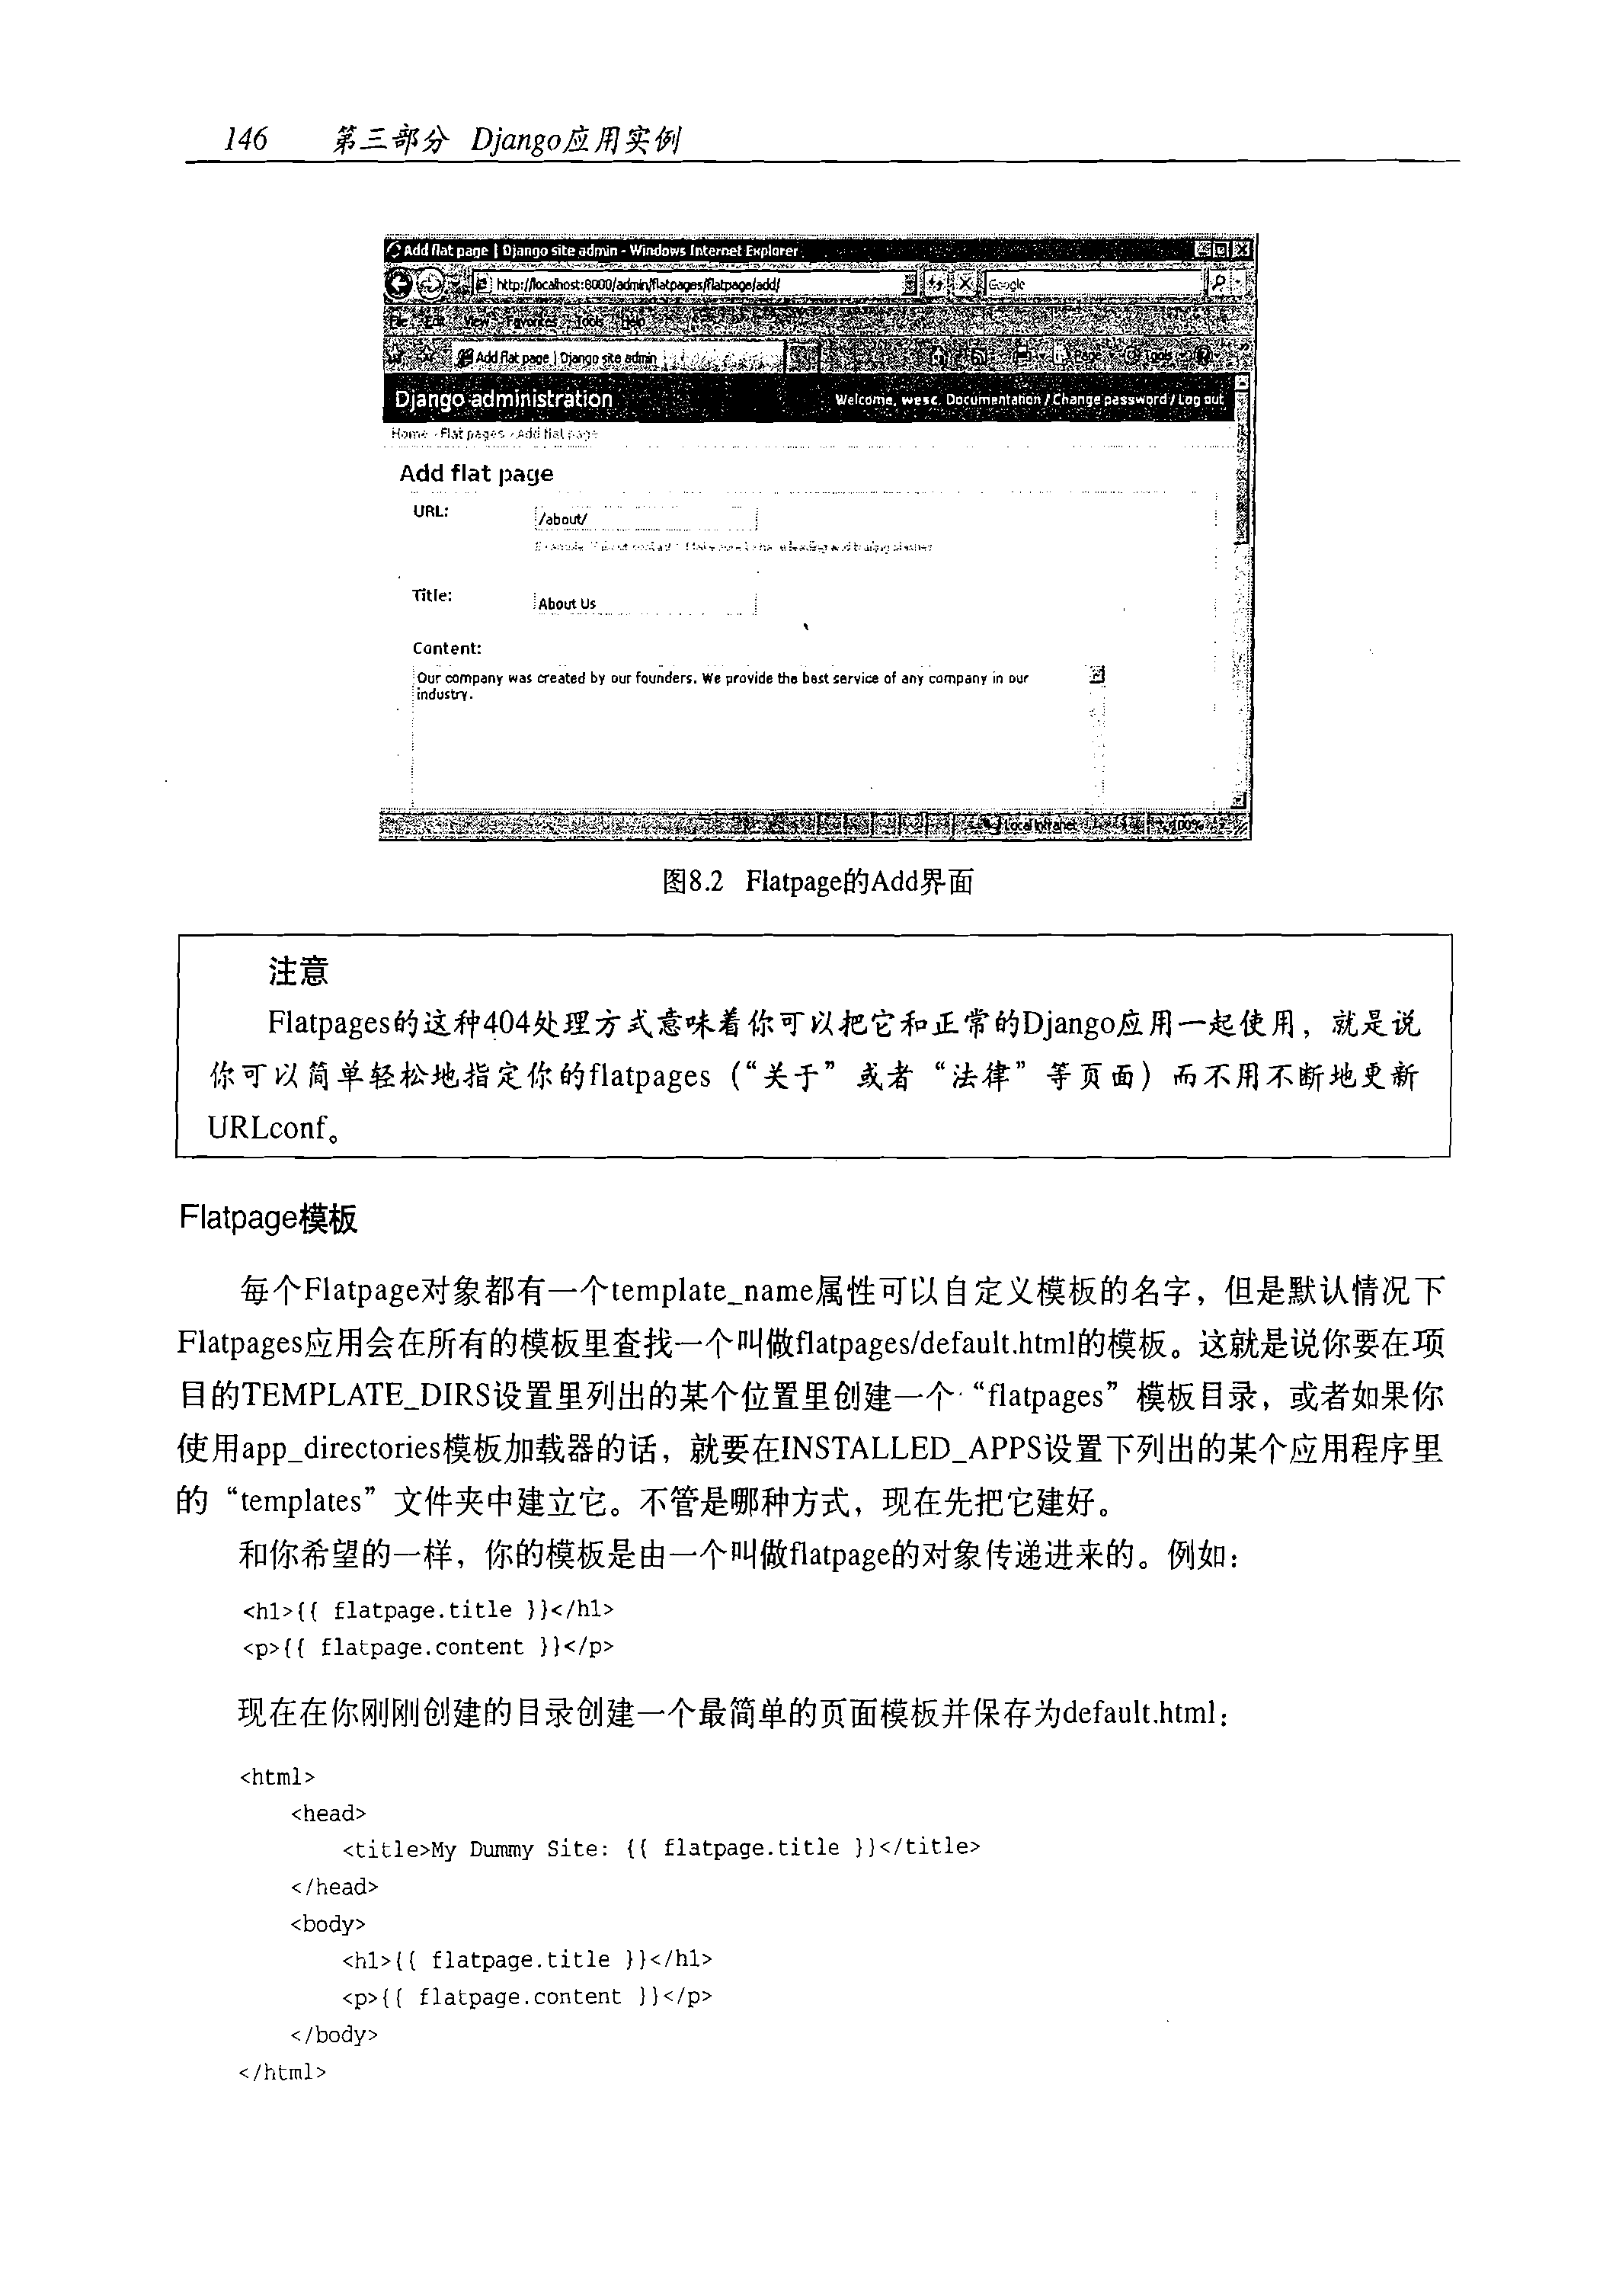 146 第三部分 Django应用实例
Add flat page | Django site admin - Windows Internet Explorer
http://localhost:8000/admin/flatpages/flatpage/add/
Google
File Edit View Favorites Tools Help
Add flat page | Django site admin
Page Tools
Django administration
Welcome, wesc. Documentation / Change password / Log out
Home › Flat pages › Add flat page
Add flat page
URL:
/about/
Title:
About Us
Content:
Our company was created by our founders. We provide the best service of any company in our
industry.
Local intranet 100%
图8.2 Flatpage的Add界面
注意
Flatpages的这种404处理方式意味着你可以把它和正常的Django应用一起使用，就是说
你可以简单轻松地指定你的flatpages（“关于”或者“法律”等页面）而不用不断地更新
URLconf。
Flatpage模板
每个Flatpage对象都有一个template_name属性可以自定义模板的名字，但是默认情况下
Flatpages应用会在所有的模板里查找一个叫做flatpages/default.html的模板。这就是说你要在项
目的TEMPLATE_DIRS设置里列出的某个位置里创建一个“flatpages”模板目录，或者如果你
使用app_directories模板加载器的话，就要在INSTALLED_APPS设置下列出的某个应用程序里
的“templates”文件夹中建立它。不管是哪种方式，现在先把它建好。
和你希望的一样，你的模板是由一个叫做flatpage的对象传递进来的。例如：
<h1>{{ flatpage.title }}</h1>
<p>{{ flatpage.content }}</p>
现在在你刚刚创建的目录创建一个最简单的页面模板并保存为default.html：
<html>
<head>
<title>My Dummy Site: {{ flatpage.title }}</title>
</head>
<body>
<h1>{{ flatpage.title }}</h1>
<p>{{ flatpage.content }}</p>
</body>
</html>